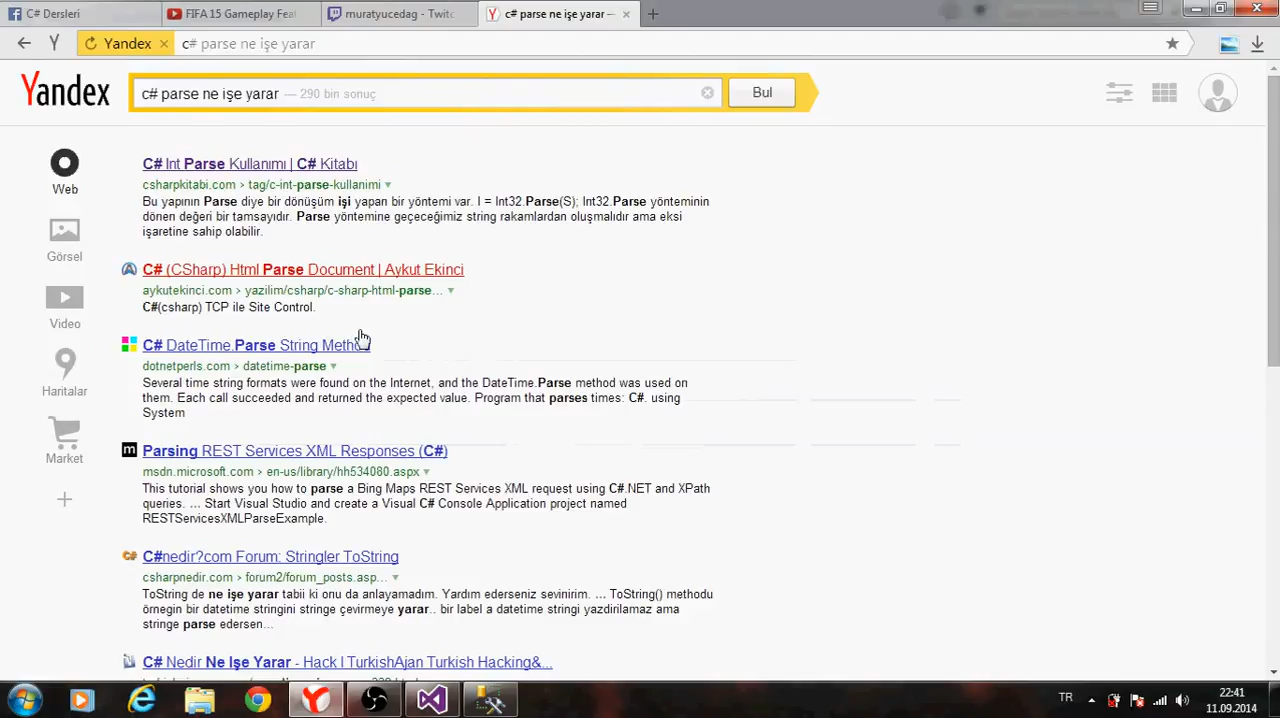 C# Dersleri
FIFA 15 Gameplay Feat
muratyucedag - Twitc
c# parse ne işe yarar —
Yandex
c# parse ne işe yarar
Yandex
c# parse ne işe yarar — 290 bin sonuç
Bul
Web
Görsel
Video
Haritalar
Market
C# Int Parse Kullanımı | C# Kitabı
csharpkitabi.com › tag/c-int-parse-kullanimi
Bu yapının Parse diye bir dönüşüm işi yapan bir yöntemi var. I = Int32.Parse(S); Int32.Parse yönteminin
dönen değeri bir tamsayıdır. Parse yöntemine geçeceğimiz string rakamlardan oluşmalıdır ama eksi
işaretine sahip olabilir.
C# (CSharp) Html Parse Document | Aykut Ekinci
aykutekinci.com › yazilim/csharp/c-sharp-html-parse...
C#(csharp) TCP ile Site Control.
C# DateTime.Parse String Method
dotnetperls.com › datetime-parse
Several time string formats were found on the Internet, and the DateTime.Parse method was used on
them. Each call succeeded and returned the expected value. Program that parses times: C#. using
System
Parsing REST Services XML Responses (C#)
msdn.microsoft.com › en-us/library/hh534080.aspx
This tutorial shows you how to parse a Bing Maps REST Services XML request using C#.NET and XPath
queries. ... Start Visual Studio and create a Visual C# Console Application project named
RESTServicesXMLParseExample.
C#nedir?com Forum: Stringler ToString
csharpnedir.com › forum2/forum_posts.asp...
ToString de ne işe yarar tabii ki onu da anlayamadım. Yardım ederseniz sevinirim. ... ToString() methodu
örnegin bir datetime stringini stringe çevirmeye yarar.. bir label a datetime stringi yazdirilamaz ama
stringe parse edersen...
C# Nedir Ne Işe Yarar - Hack | TurkishAjan Turkish Hacking&...
TR
22:41
11.09.2014